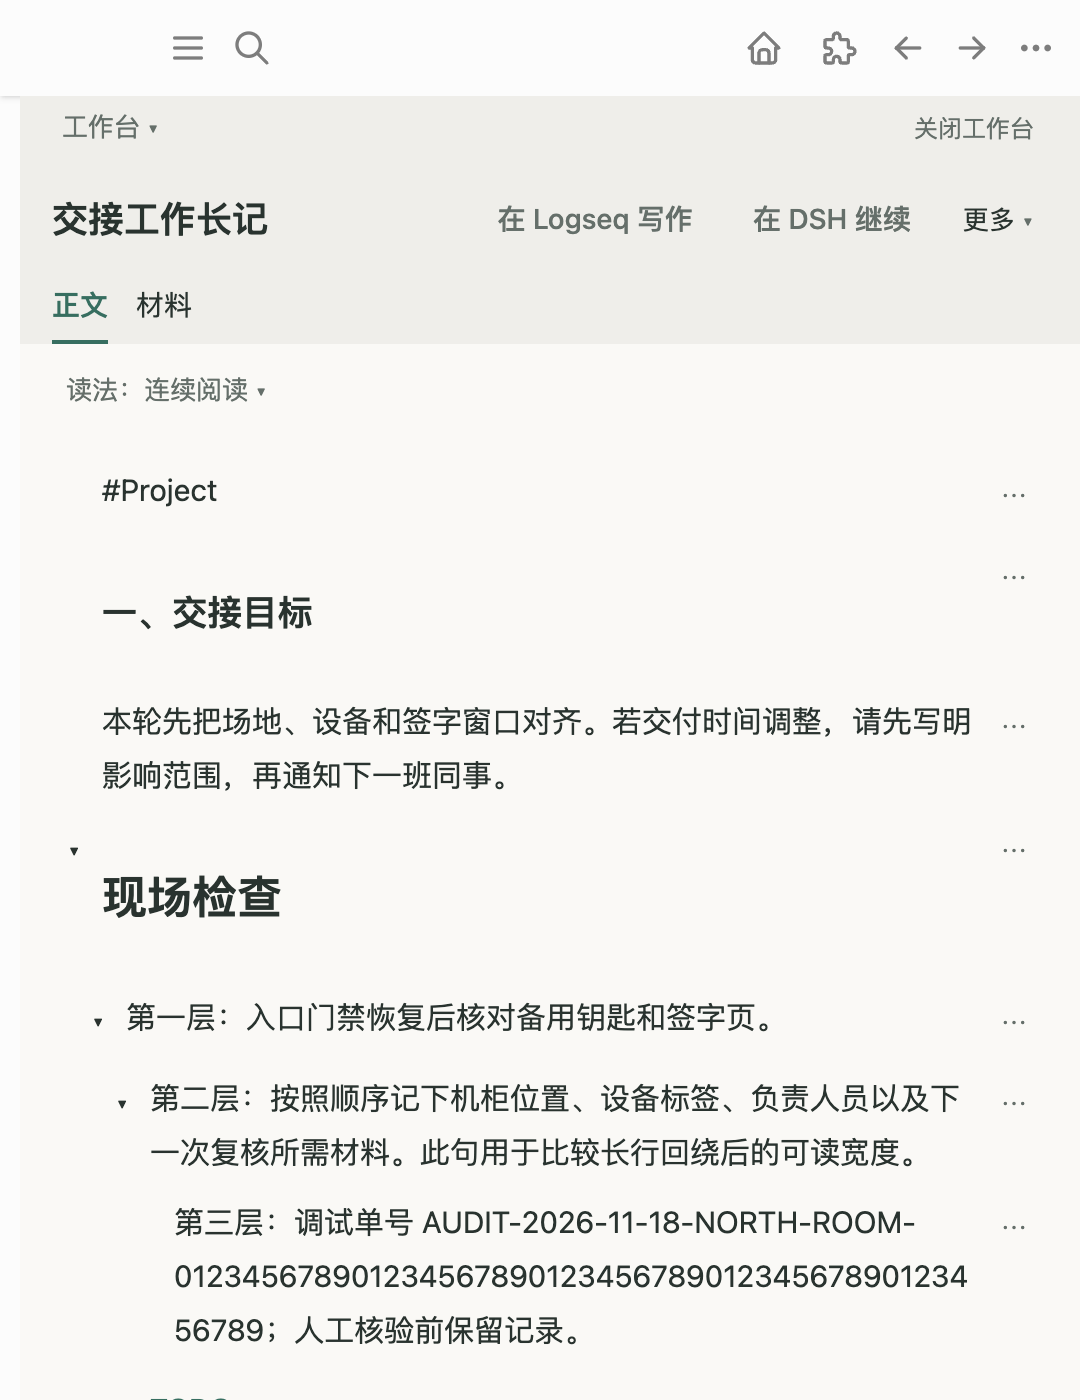 工作台
关闭工作台
交接工作长记
在 Logseq 写作
在 DSH 继续
更多
正文
材料
读法：连续阅读
#Project
一、交接目标
本轮先把场地、设备和签字窗口对齐。若交付时间调整，请先写明
影响范围，再通知下一班同事。
现场检查
第一层：入口门禁恢复后核对备用钥匙和签字页。
第二层：按照顺序记下机柜位置、设备标签、负责人员以及下
一次复核所需材料。此句用于比较长行回绕后的可读宽度。
第三层：调试单号 AUDIT-2026-11-18-NORTH-ROOM-
012345678901234567890123456789012345678901234
56789；人工核验前保留记录。